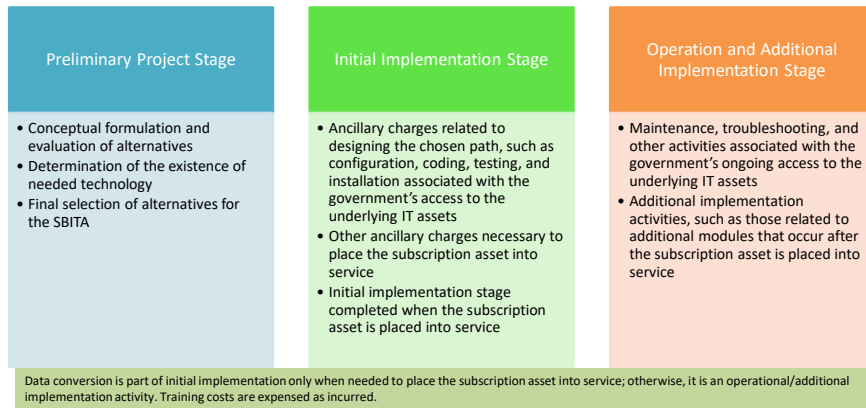 Preliminary Project Stage
• Conceptual formulation and
evaluation of alternatives
• Determination of the existence of
needed technology
• Final selection of alternatives for
the SBITA
Initial Implementation Stage
• Ancillary charges related to
designing the chosen path, such as
configuration, coding, testing, and
installation associated with the
government's access to the
underlying IT assets
• Other ancillary charges necessary to
place the subscription asset into
service
• Initial implementation stage
completed when the subscription
asset is placed into service
Operation and Additional
Implementation Stage
• Maintenance, troubleshooting, and
other activities associated with the
government's ongoing access to the
underlying IT assets
• Additional implementation
activities, such as those related to
additional modules that occur after
the subscription asset is placed into
service
Data conversion is part of initial implementation only when needed to place the subscription asset into service; otherwise, it is an operational/additional
implementation activity. Training costs are expensed as incurred.